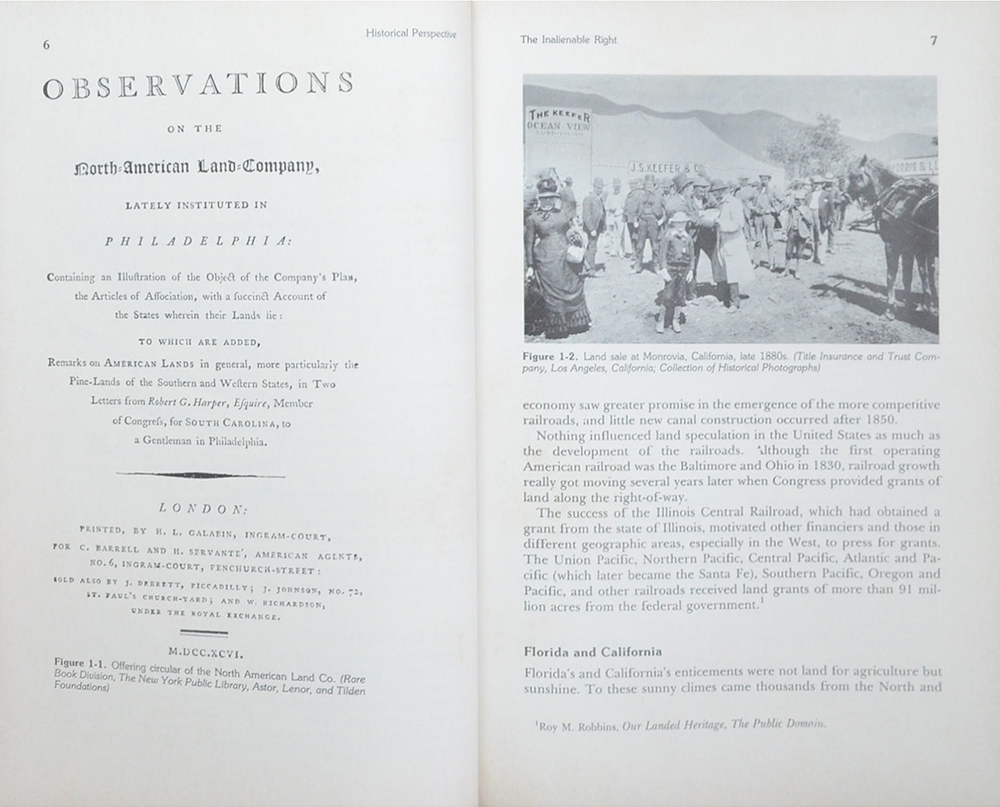 6
Historical Perspective
OBSERVATIONS
ON THE
North-American Land-Company,
LATELY INSTITUTED IN
PHILADELPHIA:
Containing an Illuſtration of the Object of the Company's Plan,
the Articles of Aſſociation, with a ſuccinct Account of
the States wherein their Lands lie:
TO WHICH ARE ADDED,
Remarks on AMERICAN LANDS in general, more particularly the
Pine-Lands of the Southern and Weſtern States, in Two
Letters from Robert G. Harper, Eſquire, Member
of Congreſs, for SOUTH CAROLINA, to
a Gentleman in Philadelphia.
LONDON:
PRINTED, BY H. L. GALABIN, INGRAM-COURT,
FOR C. BARRELL AND H. SERVANTE', AMERICAN AGENTS,
NO. 6, INGRAM-COURT, FENCHURCH-STREET:
SOLD ALSO BY J. DEBRETT, PICCADILLY; J. JOHNSON, NO. 72,
ST. PAUL'S CHURCH-YARD; AND W. RICHARDSON,
UNDER THE ROYAL EXCHANGE.
M.DCC.XCVI.
Figure 1-1. Offering circular of the North American Land Co. (Rare
Book Division, The New York Public Library, Astor, Lenor, and Tilden
Foundations)
The Inalienable Right
7
THE KEEFER
OCEAN VIEW
J.S. KEEFER & CO
Figure 1-2. Land sale at Monrovia, California, late 1880s. (Title Insurance and Trust Com-
pany, Los Angeles, California; Collection of Historical Photographs)
economy saw greater promise in the emergence of the more competitive
railroads, and little new canal construction occurred after 1850.
Nothing influenced land speculation in the United States as much as
the development of the railroads. Although the first operating
American railroad was the Baltimore and Ohio in 1830, railroad growth
really got moving several years later when Congress provided grants of
land along the right-of-way.
The success of the Illinois Central Railroad, which had obtained a
grant from the state of Illinois, motivated other financiers and those in
different geographic areas, especially in the West, to press for grants.
The Union Pacific, Northern Pacific, Central Pacific, Atlantic and Pa-
cific (which later became the Santa Fe), Southern Pacific, Oregon and
Pacific, and other railroads received land grants of more than 91 mil-
lion acres from the federal government.1
Florida and California
Florida's and California's enticements were not land for agriculture but
sunshine. To these sunny climes came thousands from the North and
1Roy M. Robbins, Our Landed Heritage, The Public Domain.